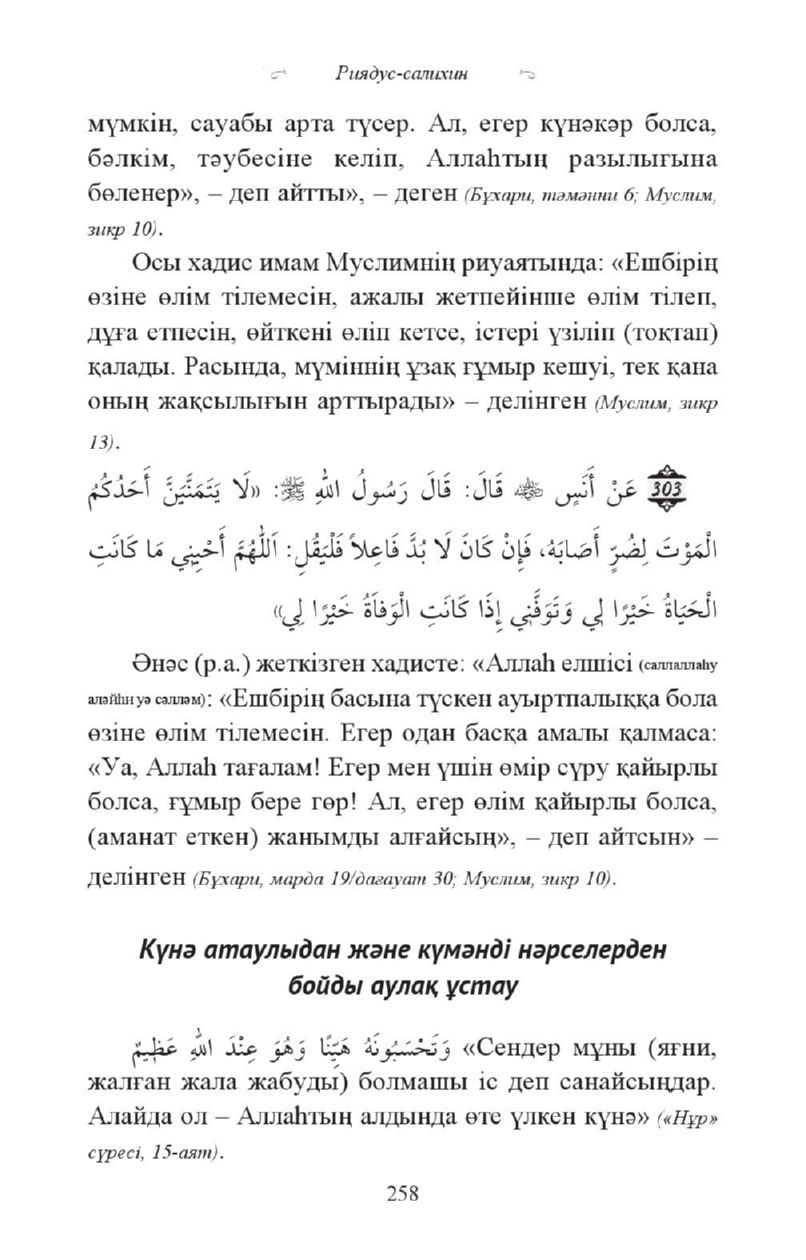 Риядус-салихин
мүмкін, сауабы арта түсер. Ал, егер күнәкәр болса,
бәлкім, тәубесіне келіп, Аллаһтың разылығына
бөленер», – деп айтты», – деген (Бұхари, тәмәнни 6; Муслим,
зикр 10).
Осы хадис имам Муслимнің риуаятында: «Ешбірің
өзіне өлім тілемесін, ажалы жетпейінше өлім тілеп,
дұға етпесін, өйткені өліп кетсе, істері үзіліп (тоқтап)
қалады. Расында, мүміннің ұзақ ғұмыр кешуі, тек қана
оның жақсылығын арттырады» – делінген (Муслим, зикр
13).
303 عَنْ أَنَسٍ ﵁ قَالَ: قَالَ رَسُولُ اللهِ ﷺ: «لَا يَتَمَنَّيَنَّ أَحَدُكُمُ
الْمَوْتَ لِضُرٍّ أَصَابَهُ، فَإِنْ كَانَ لَا بُدَّ فَاعِلاً فَلْيَقُلِ: اَللّٰهُمَّ أَحْيِنِي مَا كَانَتِ
الْحَيَاةُ خَيْرًا لِي وَتَوَفَّنِي إِذَا كَانَتِ الْوَفاَةُ خَيْرًا لِي»
Әнәс (р.а.) жеткізген хадисте: «Аллаһ елшісі (саллаллаһу
аләйһи уә сәлләм): «Ешбірің басына түскен ауыртпалыққа бола
өзіне өлім тілемесін. Егер одан басқа амалы қалмаса:
«Уа, Аллаһ тағалам! Егер мен үшін өмір сүру қайырлы
болса, ғұмыр бере гөр! Ал, егер өлім қайырлы болса,
(аманат еткен) жанымды алғайсың», – деп айтсын» –
делінген (Бұхари, марда 19/дағауат 30; Муслим, зикр 10).
Күнә атаулыдан және күмәнді нәрселерден
бойды аулақ ұстау
وَتَحْسَبُونَهُ هَيِّنًا وَهُوَ عِنْدَ اللهِ عَظِيمٌ «Сендер мұны (яғни,
жалған жала жабуды) болмашы іс деп санайсыңдар.
Алайда ол – Аллаһтың алдында өте үлкен күнә» («Нұр»
сүресі, 15-аят).
258